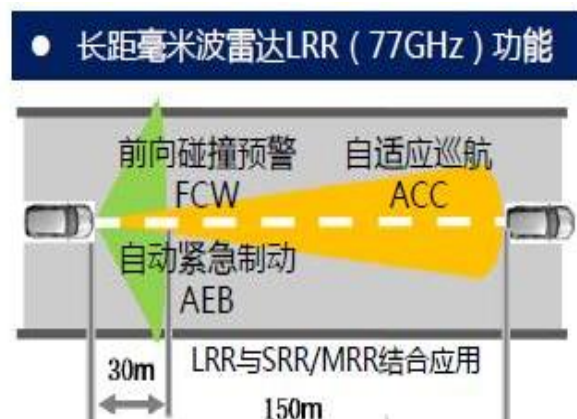 ● 长距毫米波雷达LRR（77GHz）功能
前向碰撞预警
FCW
自适应巡航
ACC
自动紧急制动
AEB
LRR与SRR/MRR结合应用
30m
150m